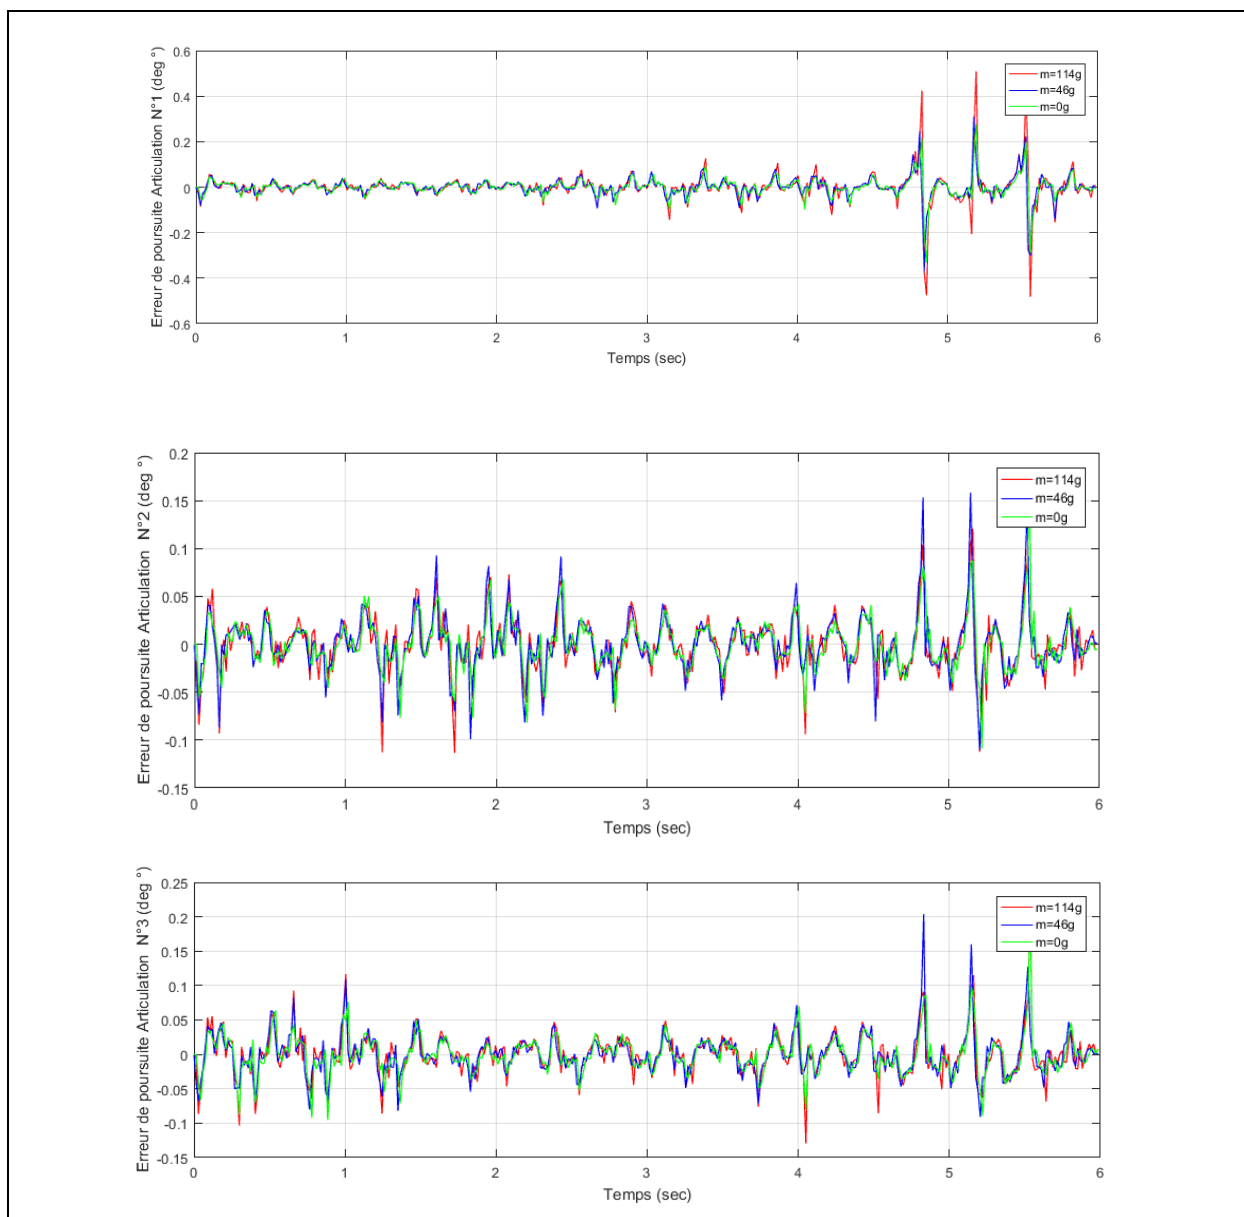 Erreur de poursuite Articulation N°1 (deg °)
0.6
0.4
0.2
0
-0.2
-0.4
-0.6
m=114g
m=46g
m=0g
0 1 2 3 4 5 6
Temps (sec)
Erreur de poursuite Articulation N°2 (deg °)
0.2
0.15
0.1
0.05
0
-0.05
-0.1
-0.15
m=114g
m=46g
m=0g
0 1 2 3 4 5 6
Temps (sec)
Erreur de poursuite Articulation N°3 (deg °)
0.25
0.2
0.15
0.1
0.05
0
-0.05
-0.1
-0.15
m=114g
m=46g
m=0g
0 1 2 3 4 5 6
Temps (sec)